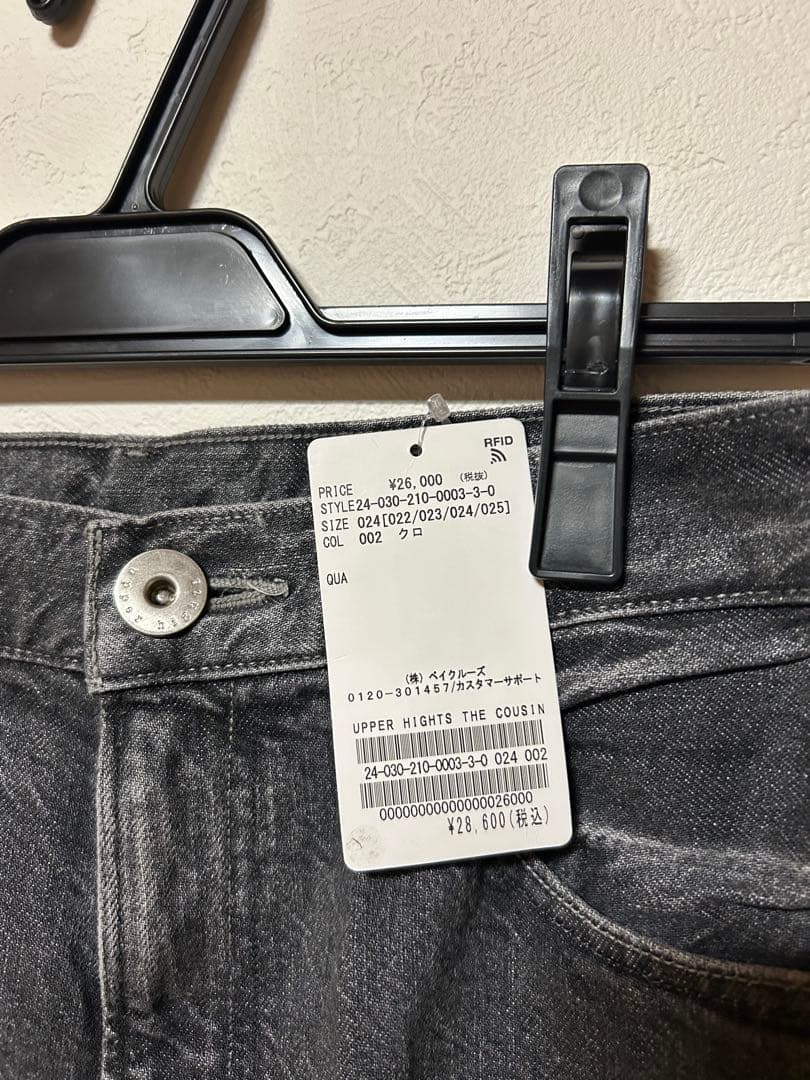 RFID
PRICE ¥26,000 (税抜)
STYLE24-030-210-0003-3-0
SIZE 024[022/023/024/025]
COL 002 クロ
QUA
(株) ベイクルーズ
0120-301457/カスタマーサポート
UPPER HIGHTS THE COUSIN
24-030-210-0003-3-0 024 002
00000000000000026000
¥28,600(税込)